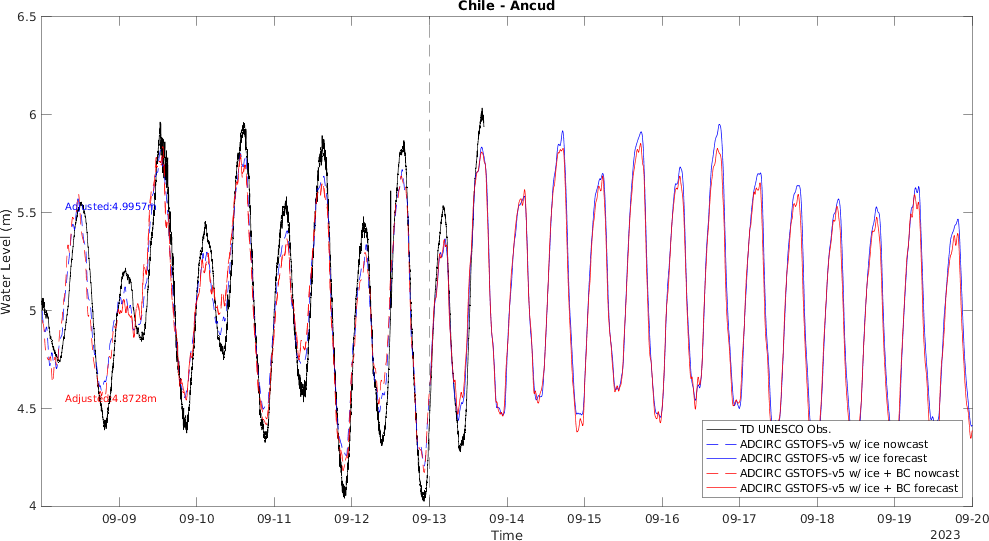 Chile - Ancud
6.5
6
5.5
5
4.5
4
Water Level (m)
Adjusted:4.9957m
Adjusted:4.8728m
TD UNESCO Obs.
ADCIRC GSTOFS-v5 w/ ice nowcast
ADCIRC GSTOFS-v5 w/ ice forecast
ADCIRC GSTOFS-v5 w/ ice + BC nowcast
ADCIRC GSTOFS-v5 w/ ice + BC forecast
09-09 09-10 09-11 09-12 09-13 09-14 09-15 09-16 09-17 09-18 09-19 09-20
Time
2023